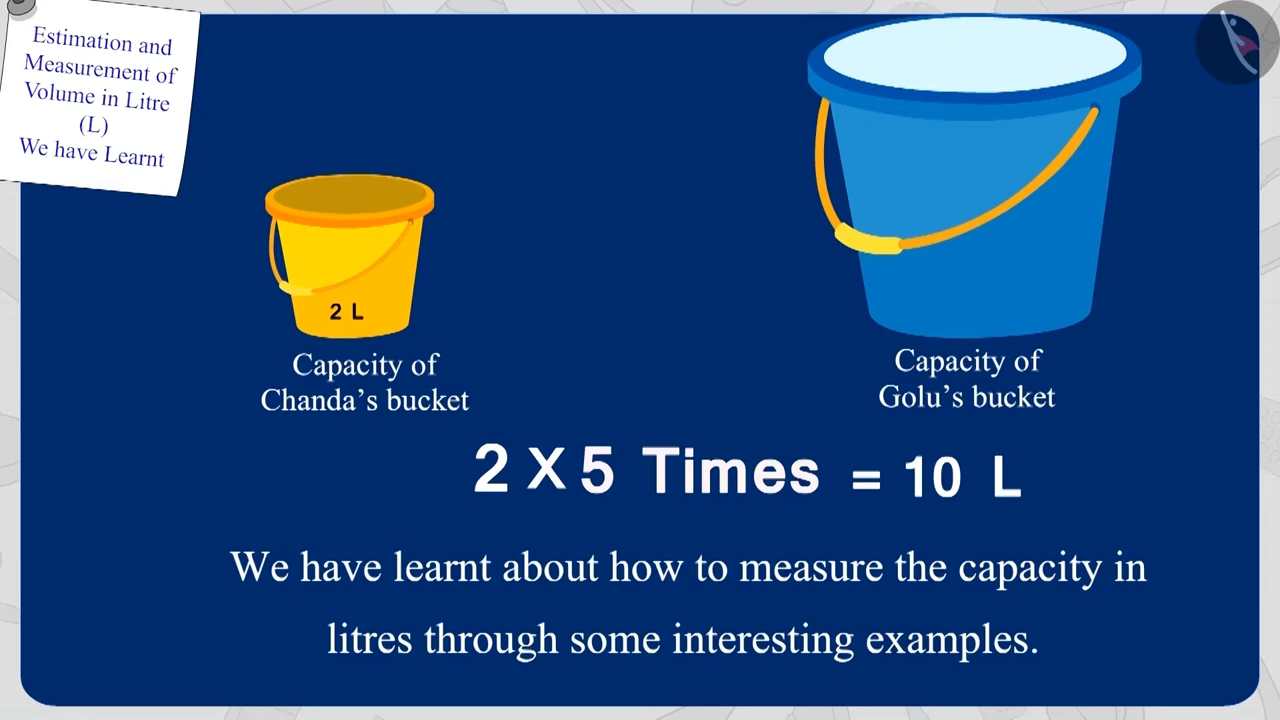 Estimation and
Measurement of
Volume in Litre
(L)
We have Learnt
2 L
Capacity of
Chanda's bucket
Capacity of
Golu's bucket
2 X 5 Times = 10 L
We have learnt about how to measure the capacity in
litres through some interesting examples.